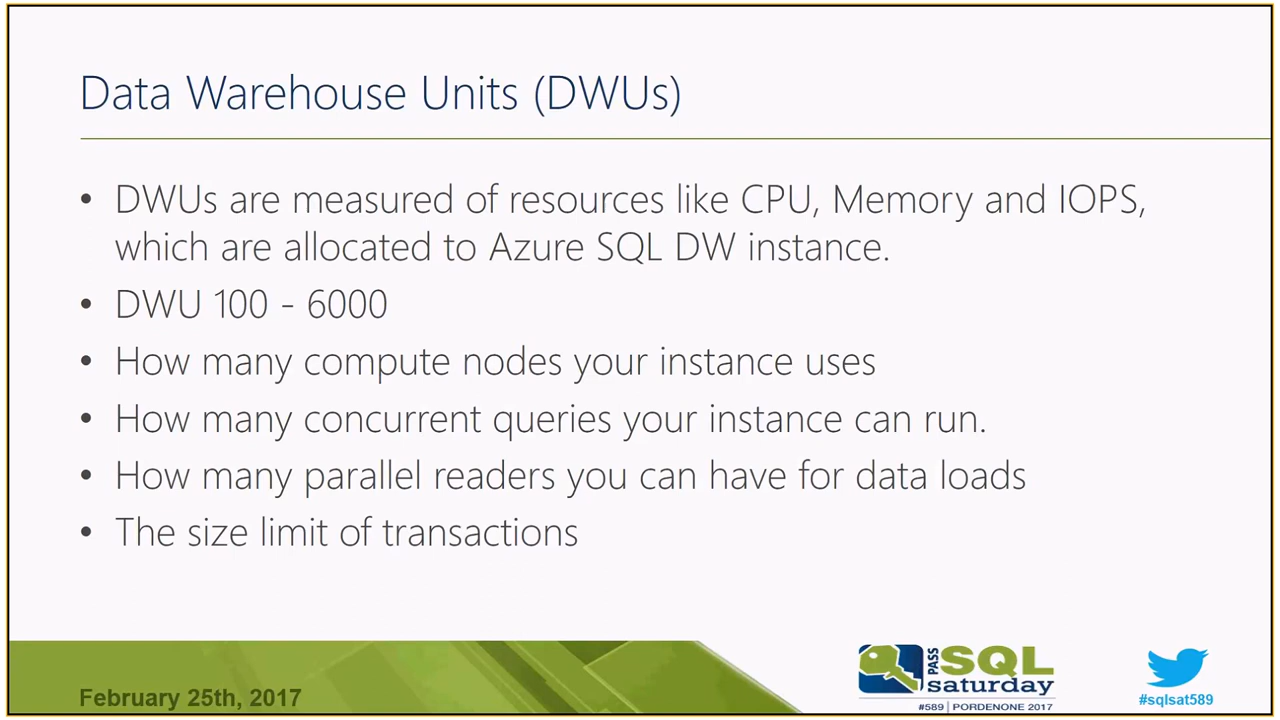 Data Warehouse Units (DWUs)
• DWUs are measured of resources like CPU, Memory and IOPS,
which are allocated to Azure SQL DW instance.
• DWU 100 - 6000
• How many compute nodes your instance uses
• How many concurrent queries your instance can run.
• How many parallel readers you can have for data loads
• The size limit of transactions
February 25th, 2017
PASS
SQL
saturday
#589 | PORDENONE 2017
#sqlsat589